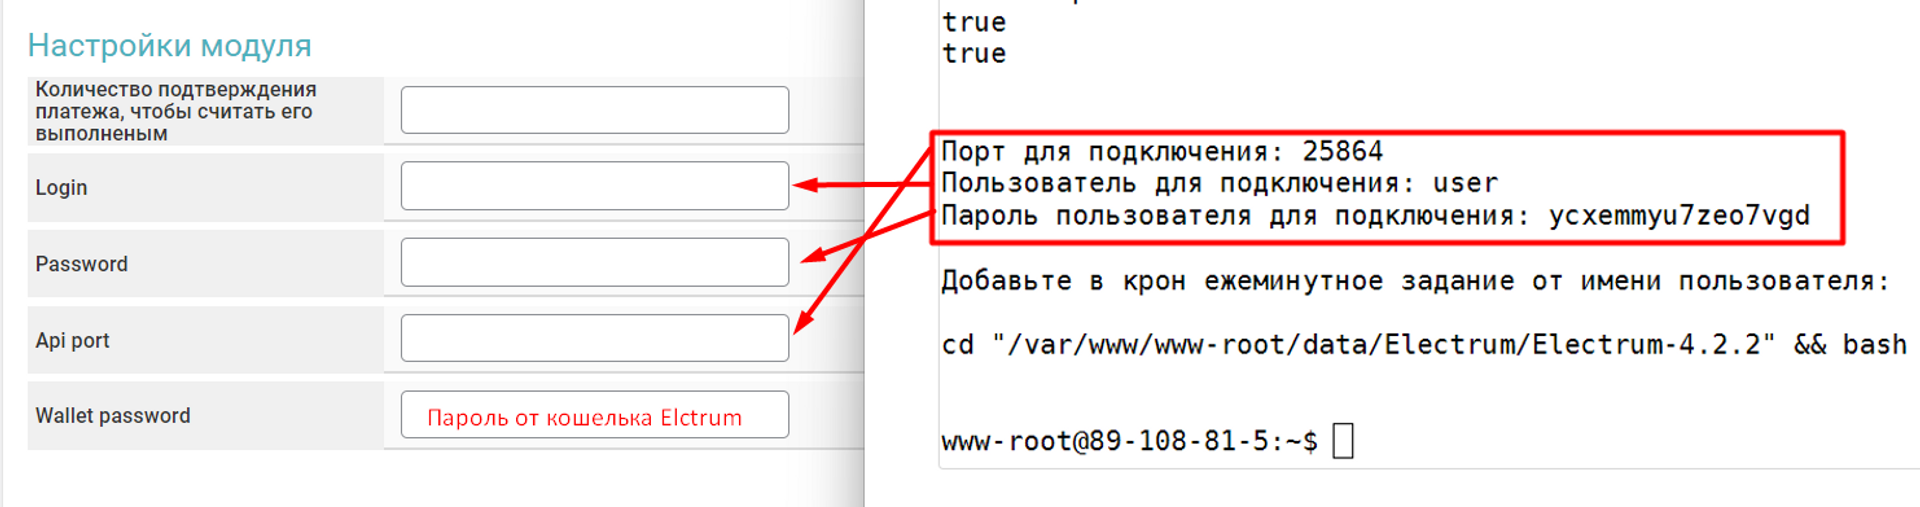 Настройки модуля
Количество подтверждения
платежа, чтобы считать его
выполненым
Login
Password
Api port
Wallet password
Пароль от кошелька Elctrum
true
true
Порт для подключения: 25864
Пользователь для подключения: user
Пароль пользователя для подключения: ycxemmyu7zeo7vgd
Добавьте в крон ежеминутное задание от имени пользователя:
cd "/var/www/www-root/data/Electrum/Electrum-4.2.2" && bash
www-root@89-108-81-5:~$